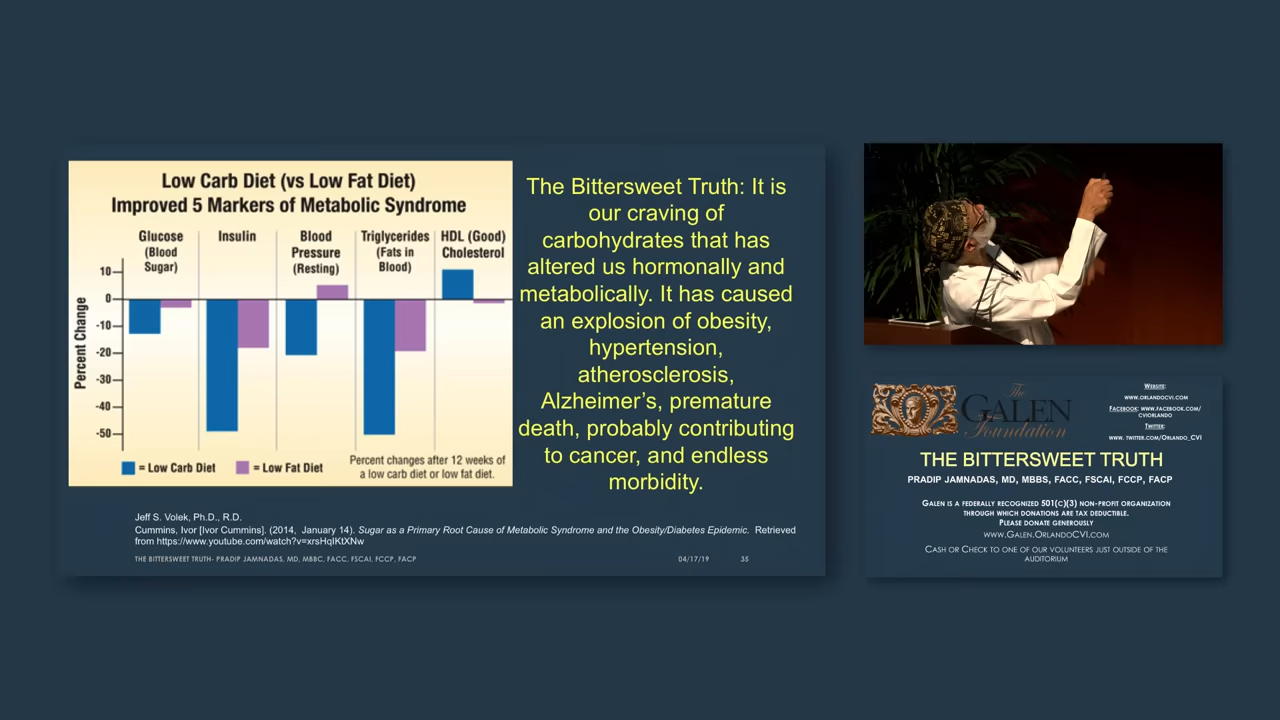 Low Carb Diet (vs Low Fat Diet)
Improved 5 Markers of Metabolic Syndrome
Glucose
(Blood
Sugar)
Insulin
Blood
Pressure
(Resting)
Triglycerides
(Fats in
Blood)
HDL (Good)
Cholesterol
Percent Change
10
0
-10
-20
-30
-40
-50
= Low Carb Diet
= Low Fat Diet
Percent changes after 12 weeks of
a low carb diet or low fat diet.
The Bittersweet Truth: It is
our craving of
carbohydrates that has
altered us hormonally and
metabolically. It has caused
an explosion of obesity,
hypertension,
atherosclerosis,
Alzheimer's, premature
death, probably contributing
to cancer, and endless
morbidity.
Jeff S. Volek, Ph.D., R.D.
Cummins, Ivor [Ivor Cummins]. (2014, January 14). Sugar as a Primary Root Cause of Metabolic Syndrome and the Obesity/Diabetes Epidemic. Retrieved
from https://www.youtube.com/watch?v=xrsHqIKtXNw
THE BITTERSWEET TRUTH- PRADIP JAMNADAS, MD, MBBC, FACC, FSCAI, FCCP, FACP
04/17/19
35
The
GALEN
Foundation
WEBSITE:
WWW.ORLANDOCVI.COM
FACEBOOK: WWW.FACEBOOK.COM/
CVIORLANDO
TWITTER:
WWW. TWITTER.COM/ORLANDO_CVI
THE BITTERSWEET TRUTH
PRADIP JAMNADAS, MD, MBBS, FACC, FSCAI, FCCP, FACP
GALEN IS A FEDERALLY RECOGNIZED 501(C)(3) NON-PROFIT ORGANIZATION
THROUGH WHICH DONATIONS ARE TAX DEDUCTIBLE.
PLEASE DONATE GENEROUSLY
WWW.GALEN.ORLANDOCVI.COM
CASH OR CHECK TO ONE OF OUR VOLUNTEERS JUST OUTSIDE OF THE
AUDITORIUM